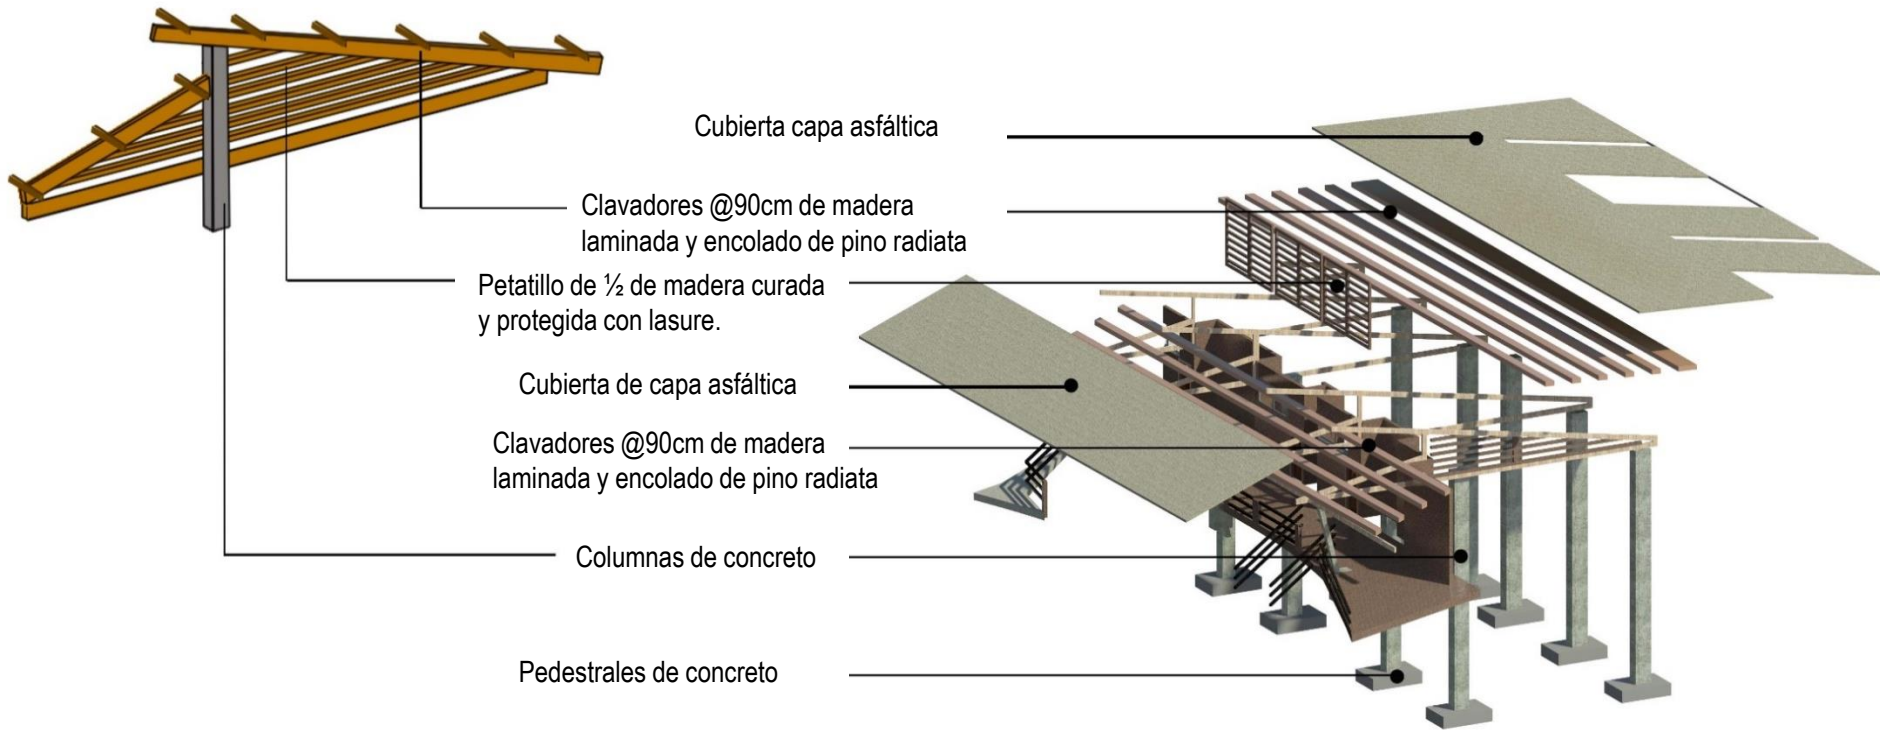 Cubierta capa asfáltica
Clavadores @90cm de madera
laminada y encolado de pino radiata
Petatillo de ½ de madera curada
y protegida con lasure.
Cubierta de capa asfáltica
Clavadores @90cm de madera
laminada y encolado de pino radiata
Columnas de concreto
Pedestrales de concreto